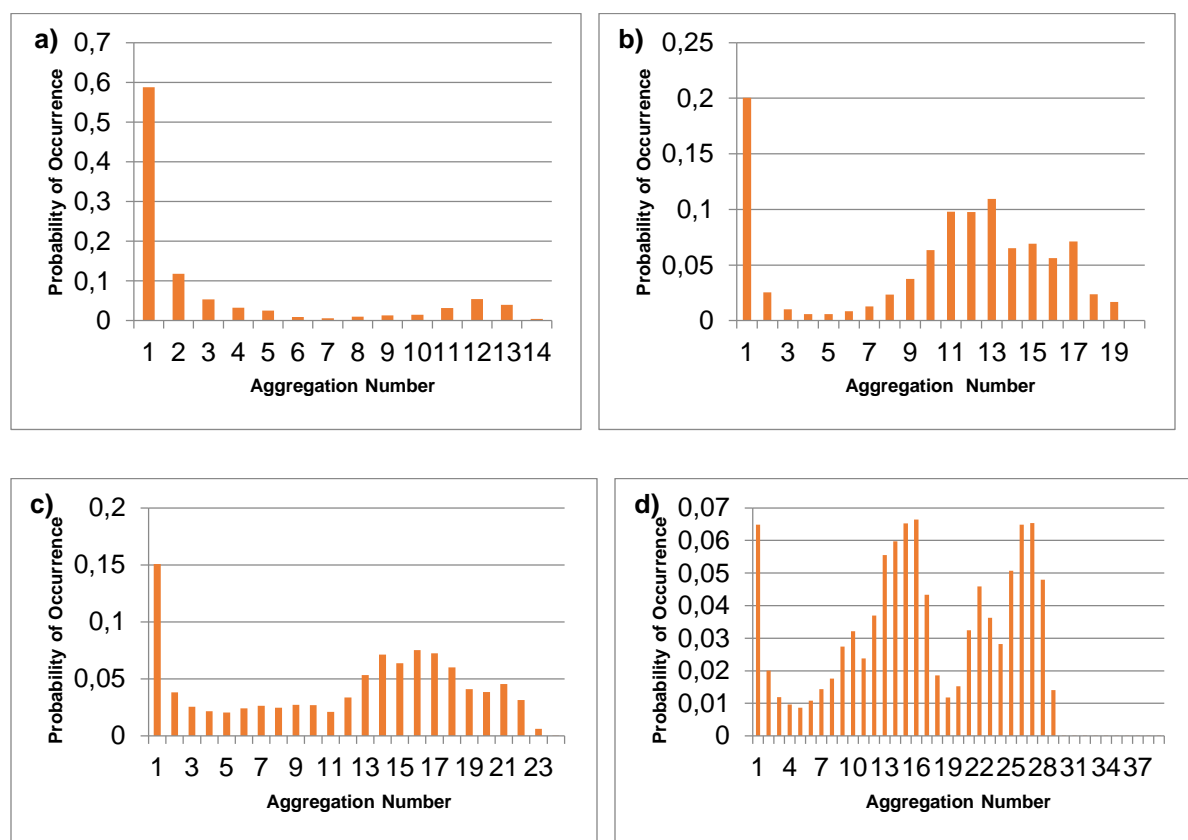 a)
Probability of Occurrence
0,7
0,6
0,5
0,4
0,3
0,2
0,1
0
1 2 3 4 5 6 7 8 9 10 11 12 13 14
Aggregation Number
b)
Probability of Occurrence
0,25
0,2
0,15
0,1
0,05
0
1 3 5 7 9 11 13 15 17 19
Aggregation Number
c)
Probability of Occurrence
0,2
0,15
0,1
0,05
0
1 3 5 7 9 11 13 15 17 19 21 23
Aggregation Number
d)
Probability of Occurrence
0,07
0,06
0,05
0,04
0,03
0,02
0,01
0
1 4 7 10 13 16 19 22 25 28 31 34 37
Aggregation Number